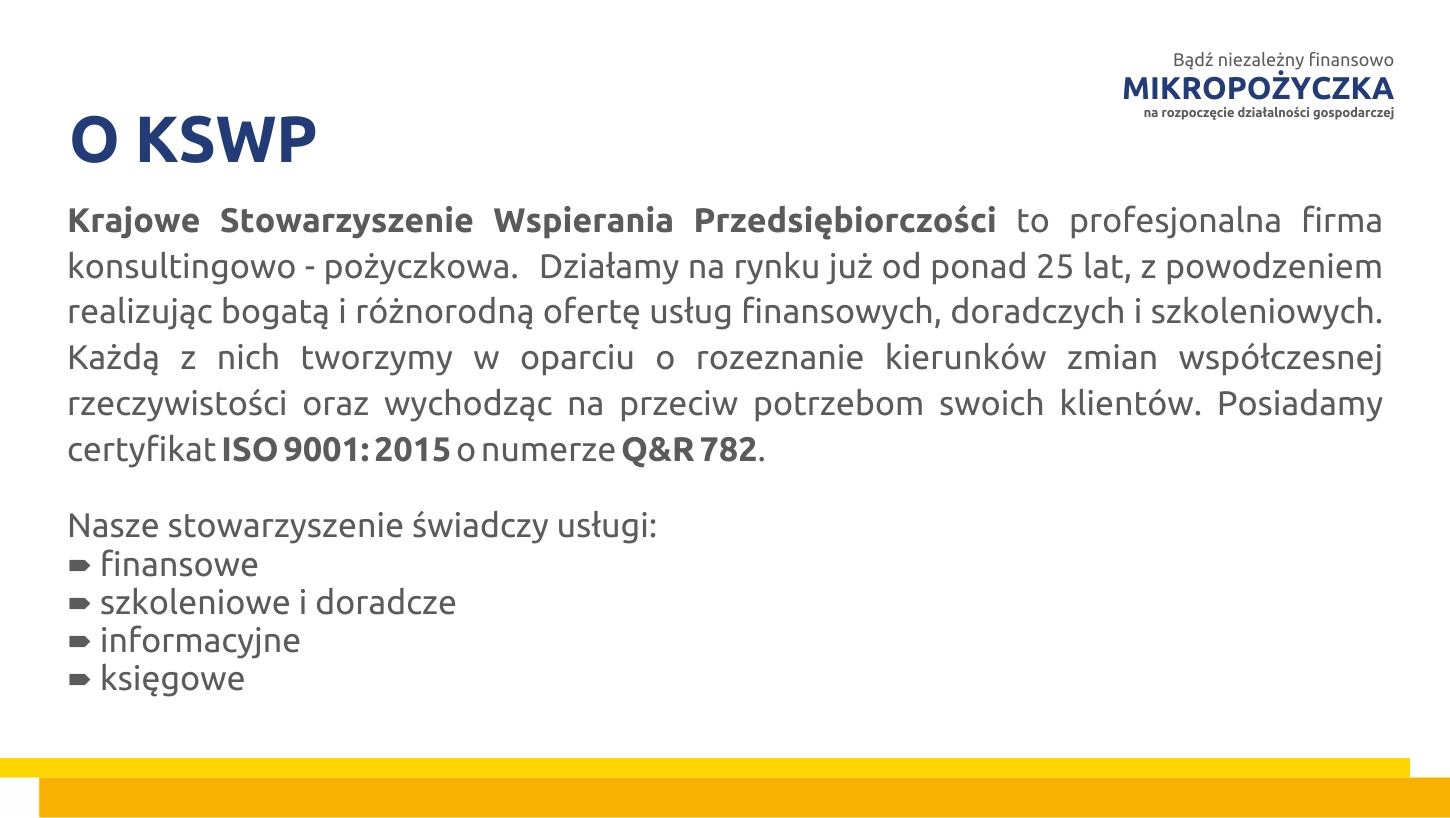 Bądź niezależny finansowo
MIKROPOŻYCZKA
na rozpoczęcie działalności gospodarczej
O KSWP
Krajowe Stowarzyszenie Wspierania Przedsiębiorczości to profesjonalna firma
konsultingowo - pożyczkowa. Działamy na rynku już od ponad 25 lat, z powodzeniem
realizując bogatą i różnorodną ofertę usług finansowych, doradczych i szkoleniowych.
Każdą z nich tworzymy w oparciu o rozeznanie kierunków zmian współczesnej
rzeczywistości oraz wychodząc na przeciw potrzebom swoich klientów. Posiadamy
certyfikat ISO 9001: 2015 o numerze Q&R 782.
Nasze stowarzyszenie świadczy usługi:
➨ finansowe
➨ szkoleniowe i doradcze
➨ informacyjne
➨ księgowe